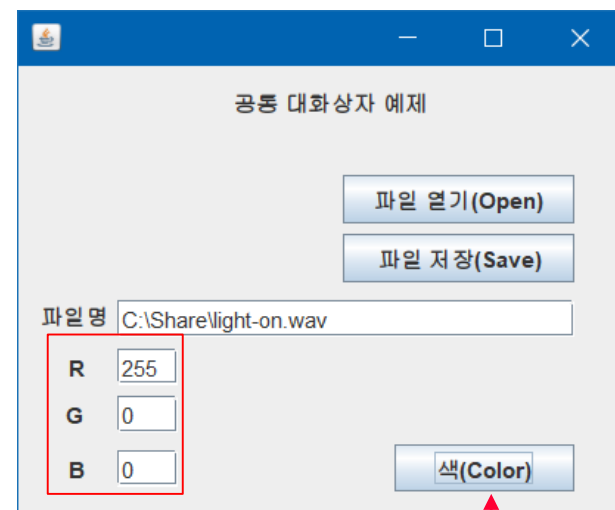 공통 대화상자 예제
파일 열기(Open)
파일 저장(Save)
파일명 C:\Share\light-on.wav
R 255
G 0
B 0 색(Color)